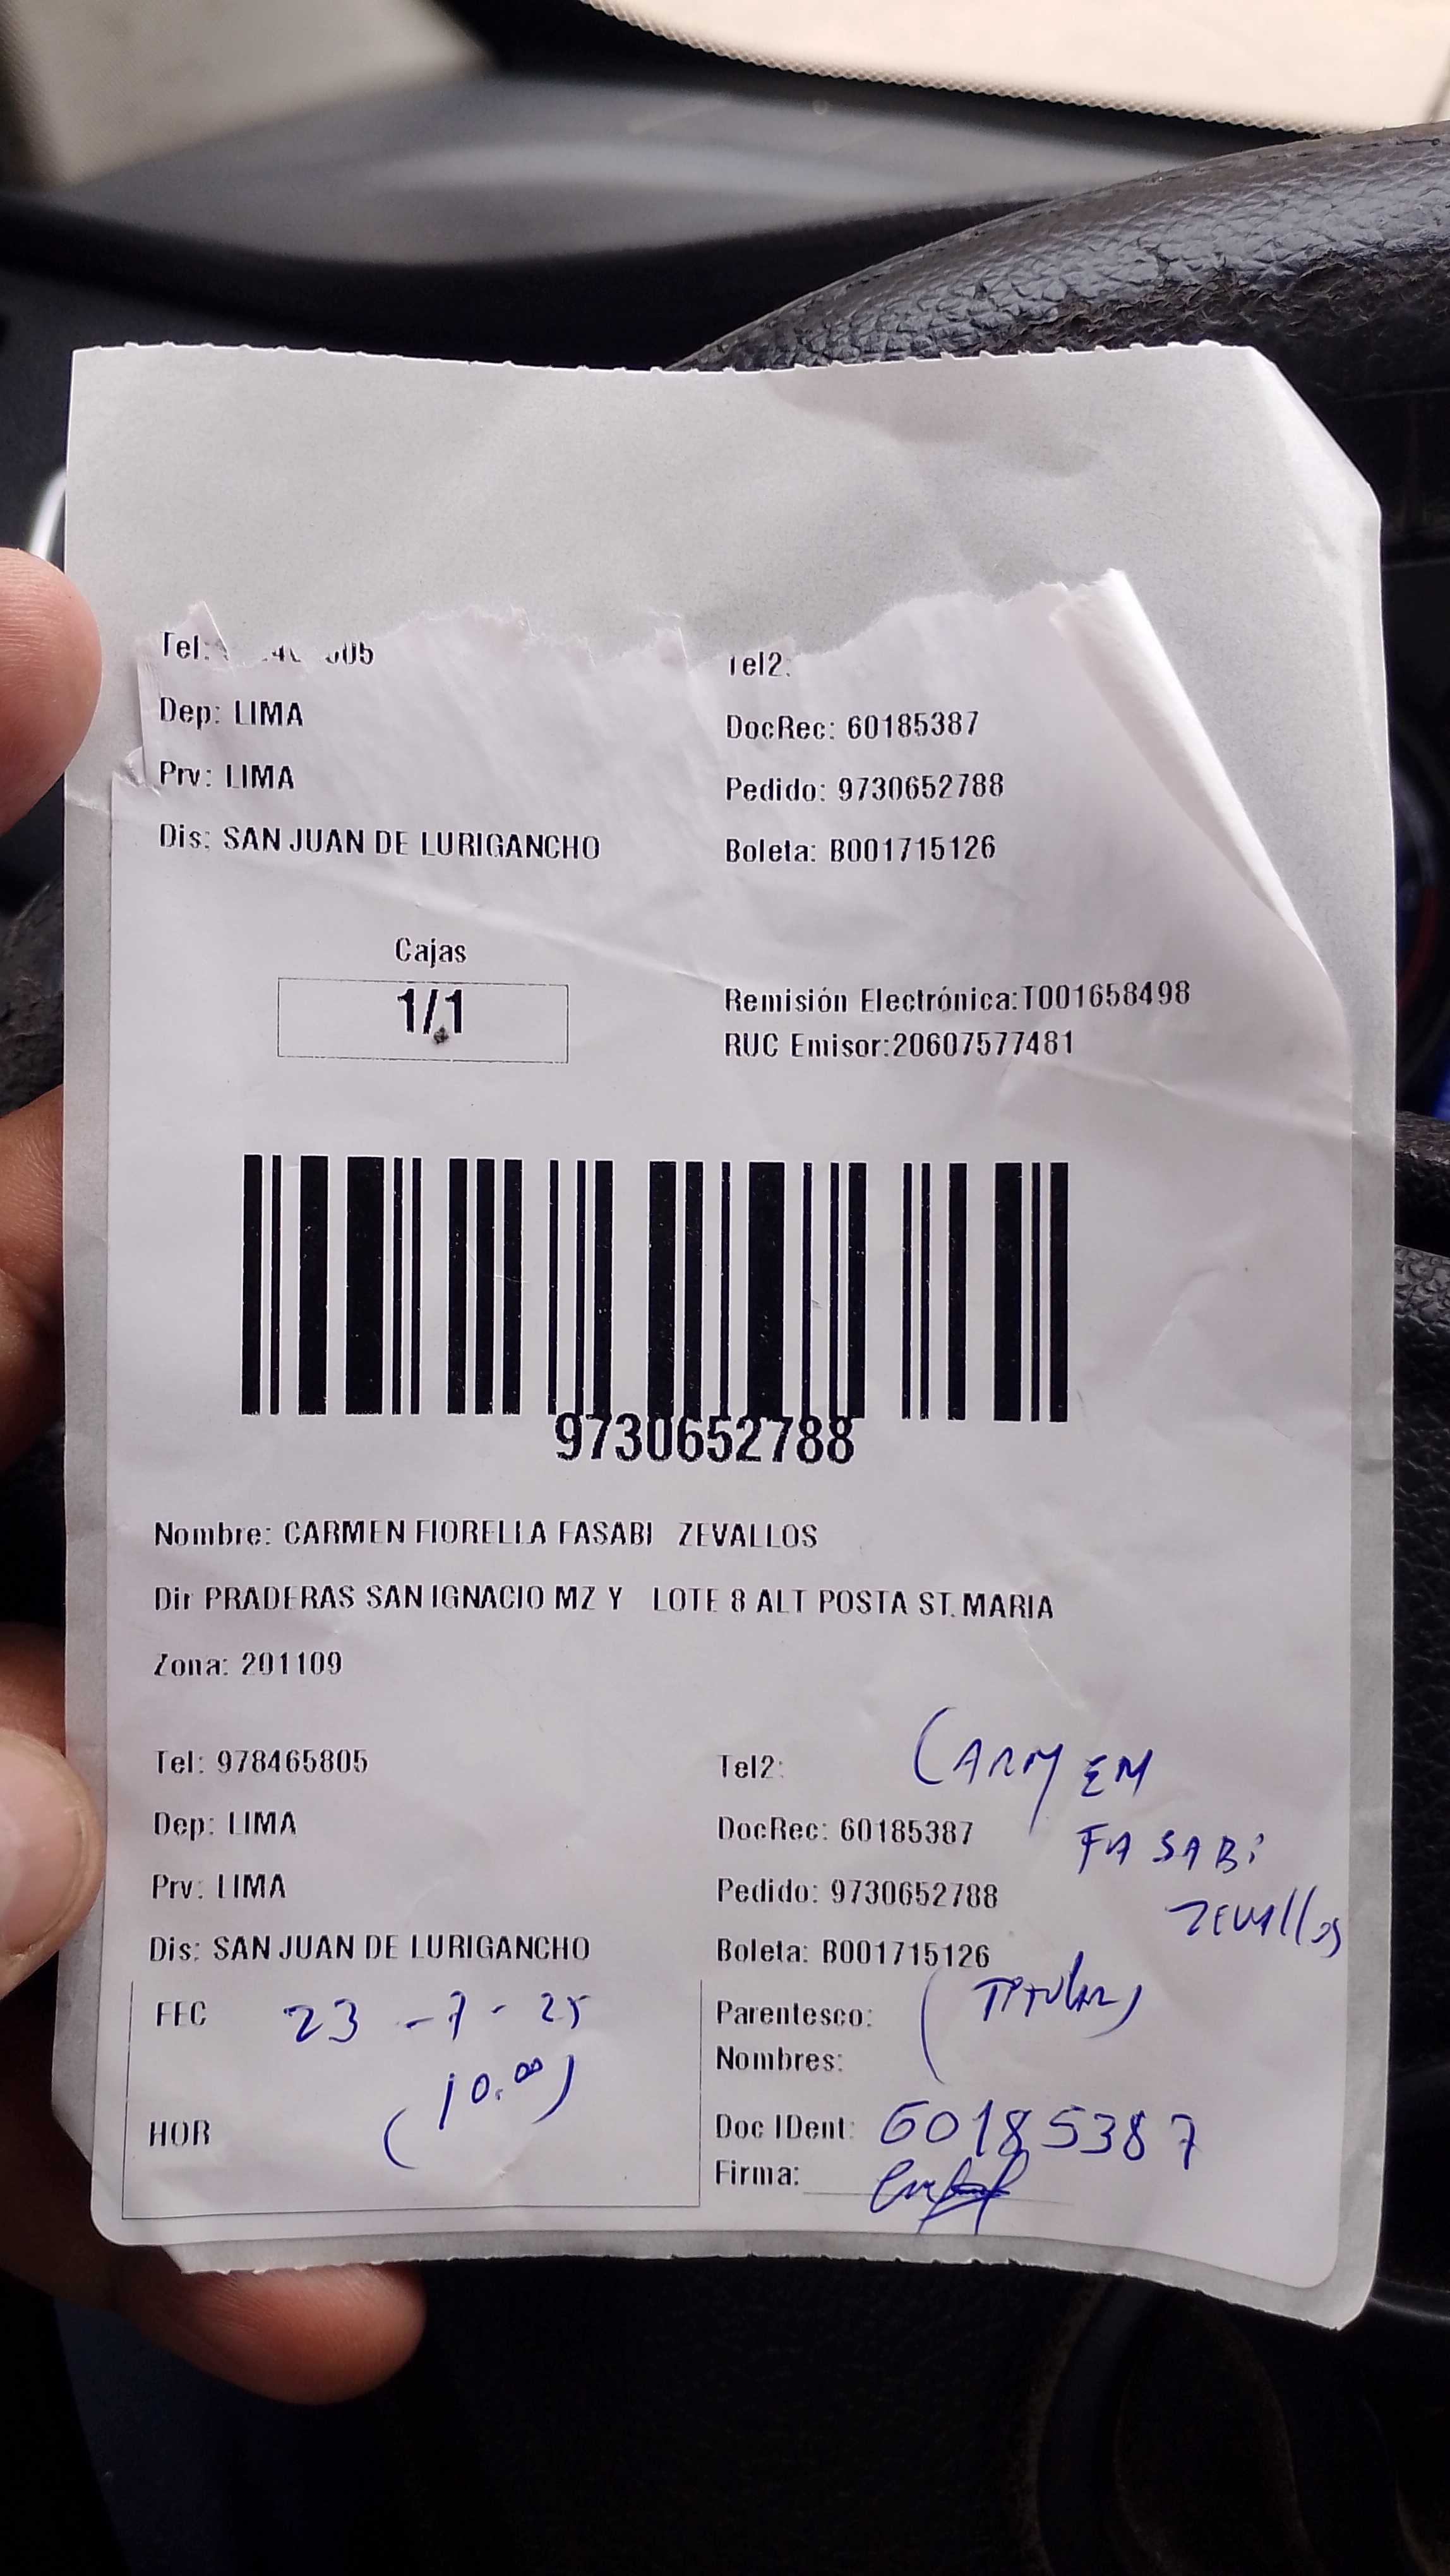 Tel:
Tel2:
Dep: LIMA
DocRec: 60185387
Prv: LIMA
Pedido: 9730652788
Dis: SAN JUAN DE LURIGANCHO
Boleta: B001715126
Cajas
1/1
Remisión Electrónica:T001658498
RUC Emisor:20607577481
9730652788
Nombre: CARMEN FIORELLA FASABI ZEVALLOS
Dir PRADERAS SAN IGNACIO MZ Y LOTE 8 ALT POSTA ST. MARIA
Zona: 201109
Tel: 978465805
Tel2:
CARMEM
Dep: LIMA
DocRec: 60185387
FASABi
Prv: LIMA
Pedido: 9730652788
ZEVALLOS
Dis: SAN JUAN DE LURIGANCHO
Boleta: B001715126
FEC 23-7-25
Parentesco: (TITULAR)
Nombres:
HOR (10.00)
Doc IDent: 60185387
Firma: